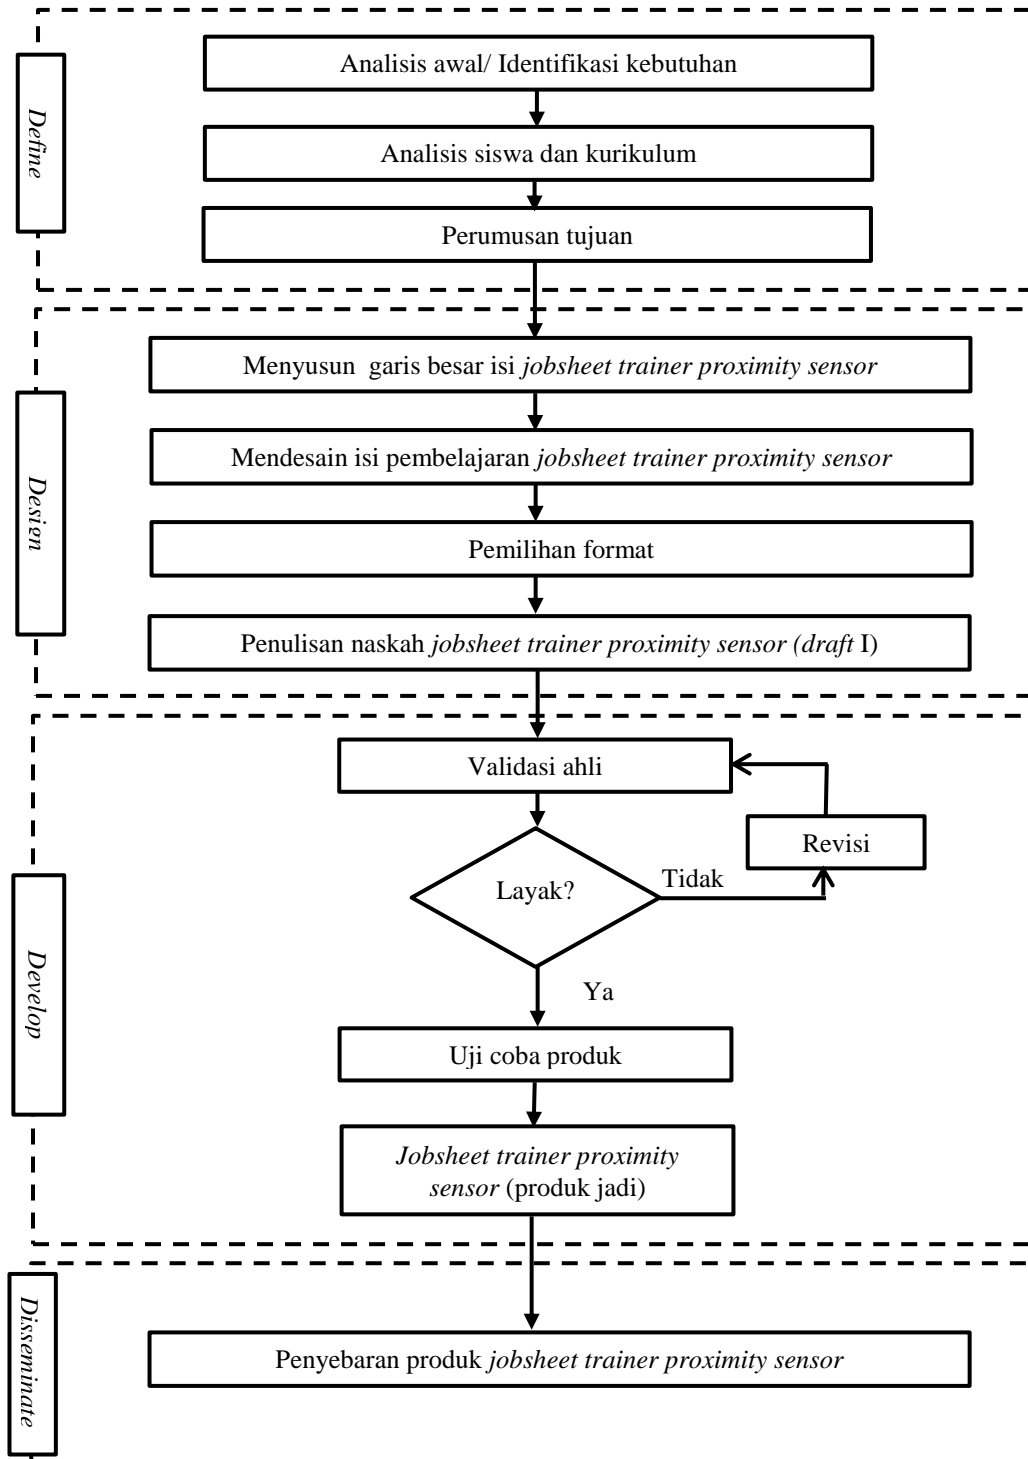 Define
Analisis awal/ Identifikasi kebutuhan
Analisis siswa dan kurikulum
Perumusan tujuan
Design
Menyusun  garis besar isi jobsheet trainer proximity sensor
Mendesain isi pembelajaran jobsheet trainer proximity sensor
Pemilihan format
Penulisan naskah jobsheet trainer proximity sensor (draft I)
Develop
Validasi ahli
Revisi
Layak?
Tidak
Ya
Uji coba produk
Jobsheet trainer proximity
sensor (produk jadi)
Disseminate
Penyebaran produk jobsheet trainer proximity sensor